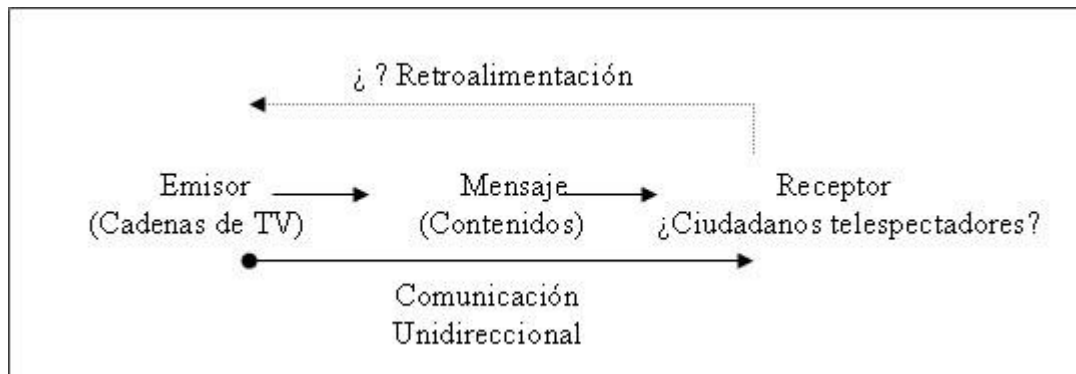 ¿ ? Retroalimentación
Emisor
(Cadenas de TV)
Mensaje
(Contenidos)
Receptor
¿Ciudadanos telespectadores?
Comunicación
Unidireccional